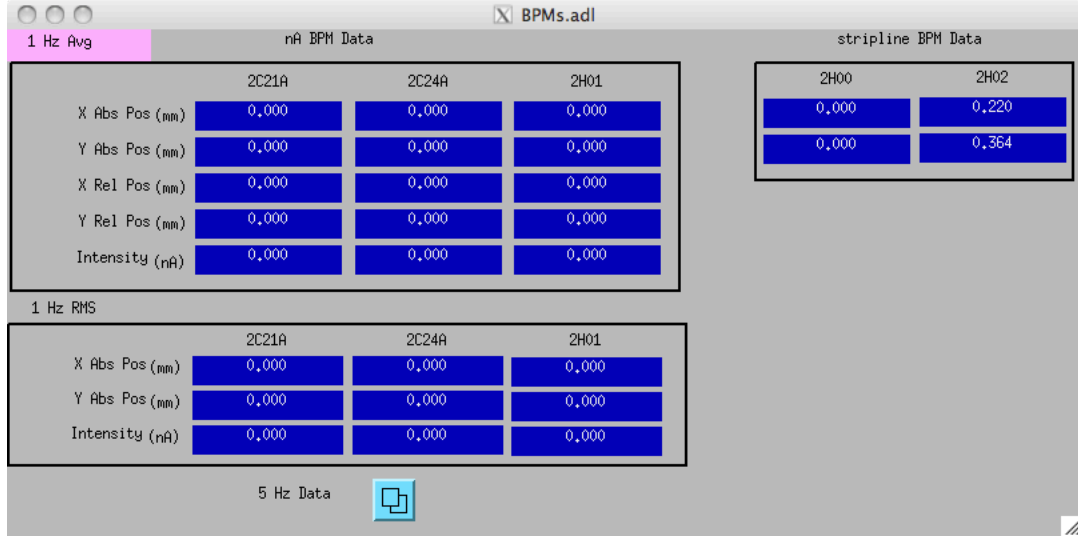 BPMs.adl
1 Hz Avg nA BPM Data stripline BPM Data
2C21A 2C24A 2H01 2H00 2H02
X Abs Pos (mm) 0.000 0.000 0.000 0.000 0.220
Y Abs Pos (mm) 0.000 0.000 0.000 0.000 0.364
X Rel Pos (mm) 0.000 0.000 0.000
Y Rel Pos (mm) 0.000 0.000 0.000
Intensity (nA) 0.000 0.000 0.000
1 Hz RMS
2C21A 2C24A 2H01
X Abs Pos (mm) 0.000 0.000 0.000
Y Abs Pos (mm) 0.000 0.000 0.000
Intensity (nA) 0.000 0.000 0.000
5 Hz Data